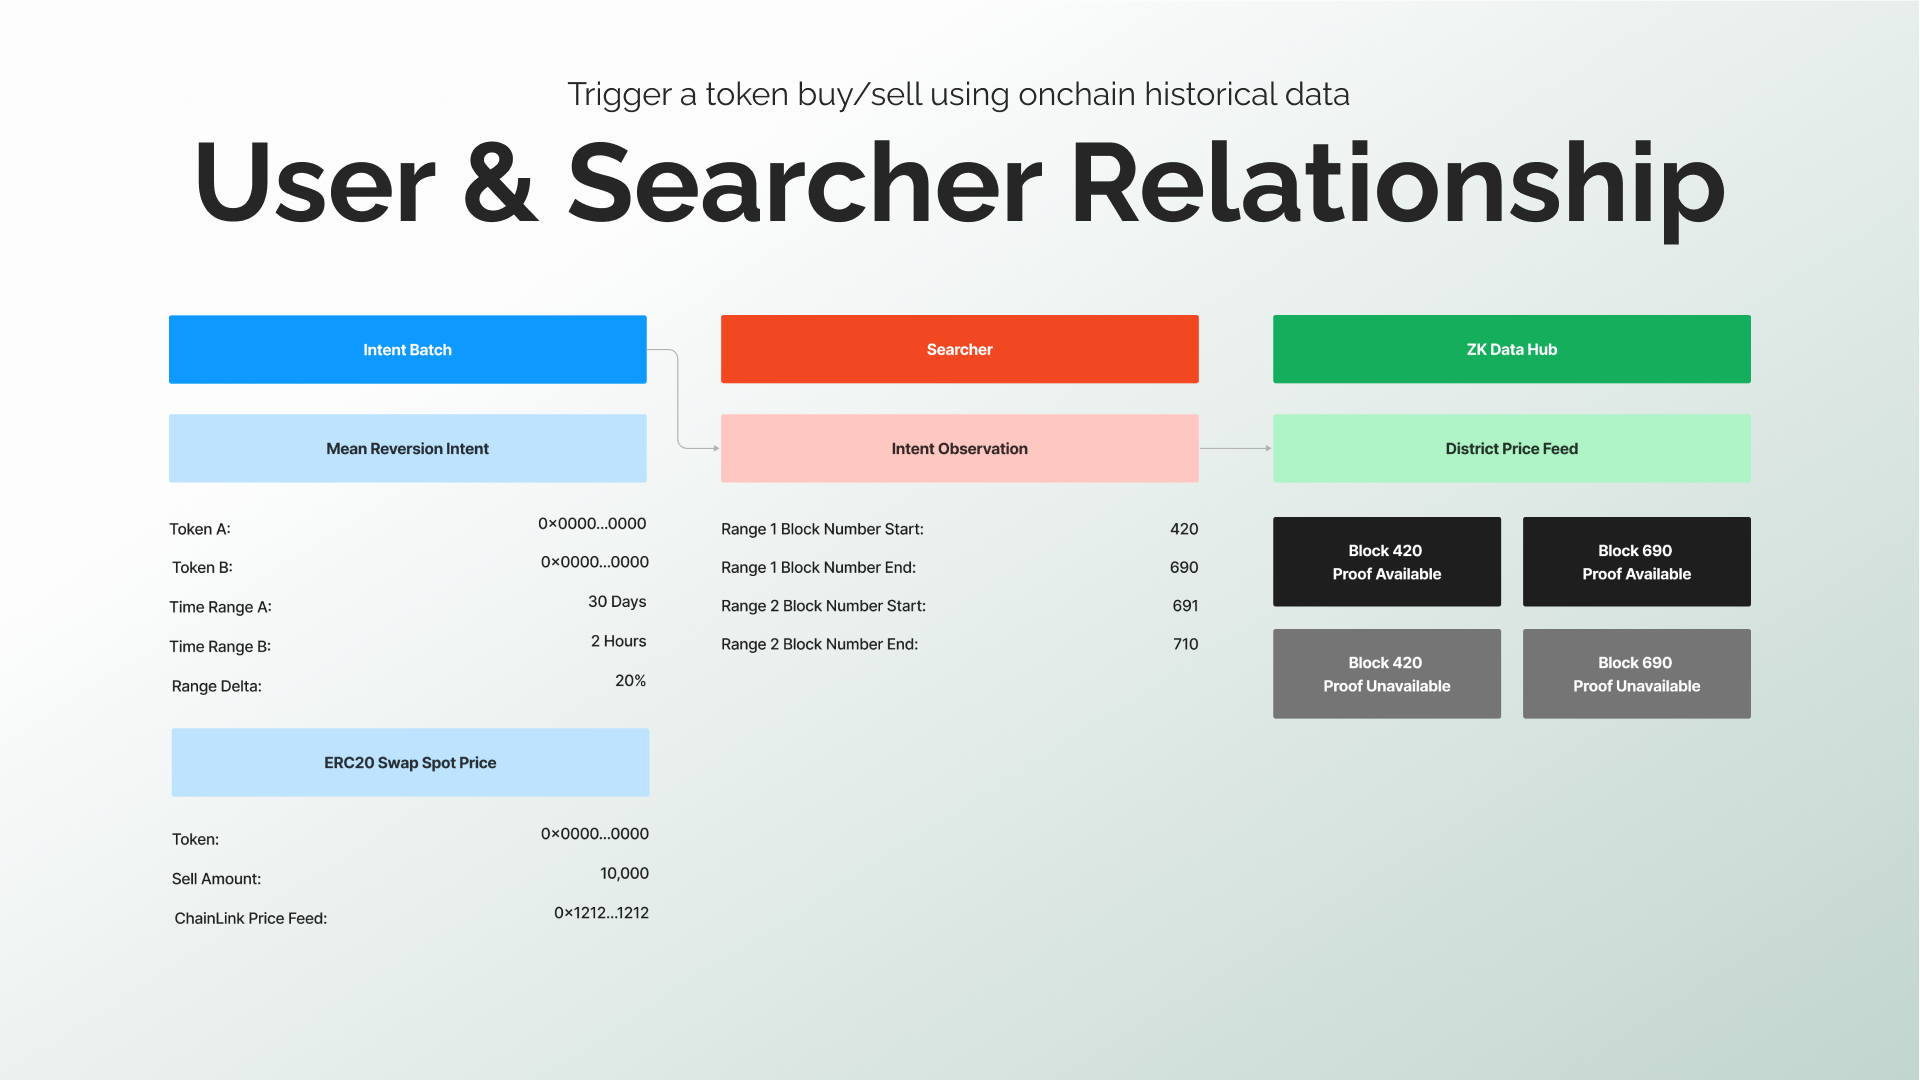 Trigger a token buy/sell using onchain historical data
User & Searcher Relationship
Intent Batch
Mean Reversion Intent
Token A: 0×0000...0000
Token B: 0×0000...0000
Time Range A: 30 Days
Time Range B: 2 Hours
Range Delta: 20%
ERC20 Swap Spot Price
Token: 0×0000...0000
Sell Amount: 10,000
ChainLink Price Feed: 0×1212...1212
Searcher
Intent Observation
Range 1 Block Number Start: 420
Range 1 Block Number End: 690
Range 2 Block Number Start: 691
Range 2 Block Number End: 710
ZK Data Hub
District Price Feed
Block 420
Proof Available
Block 690
Proof Available
Block 420
Proof Unavailable
Block 690
Proof Unavailable